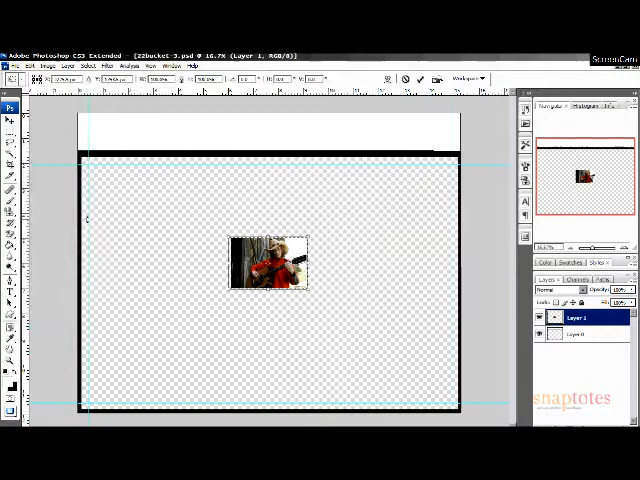 ScreenCam
Adobe Photoshop CS3 Extended - [22bucket-3.psd @ 16.7% (Layer 1, RGB/8)]
File Edit Image Layer Select Filter Analysis View Window Help
Workspace
Navigator Histogram Info
16.67%
Color Swatches Styles
Layers Channels Paths
Normal Opacity: 100%
Lock: Fill: 100%
Layer 1
Layer 0
snaptotes